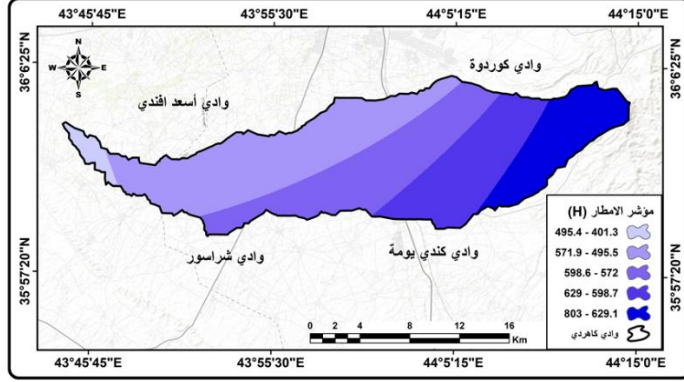 43°45'45"E 43°55'30"E 44°5'15"E 44°15'0"E
36°6'25"N
36°6'25"N
N
W E
S
وادي كوردوة
وادي أسعد افندي
وادي شراسور
وادي كندي يومة
35°57'20"N
35°57'20"N
مؤشر الامطار (H)
495.4 - 401.3
571.9 - 495.5
598.6 - 572
629 - 598.7
803 - 629.1
وادي كاهردي
0 2 4 8 12 16
Km
43°45'45"E 43°55'30"E 44°5'15"E 44°15'0"E